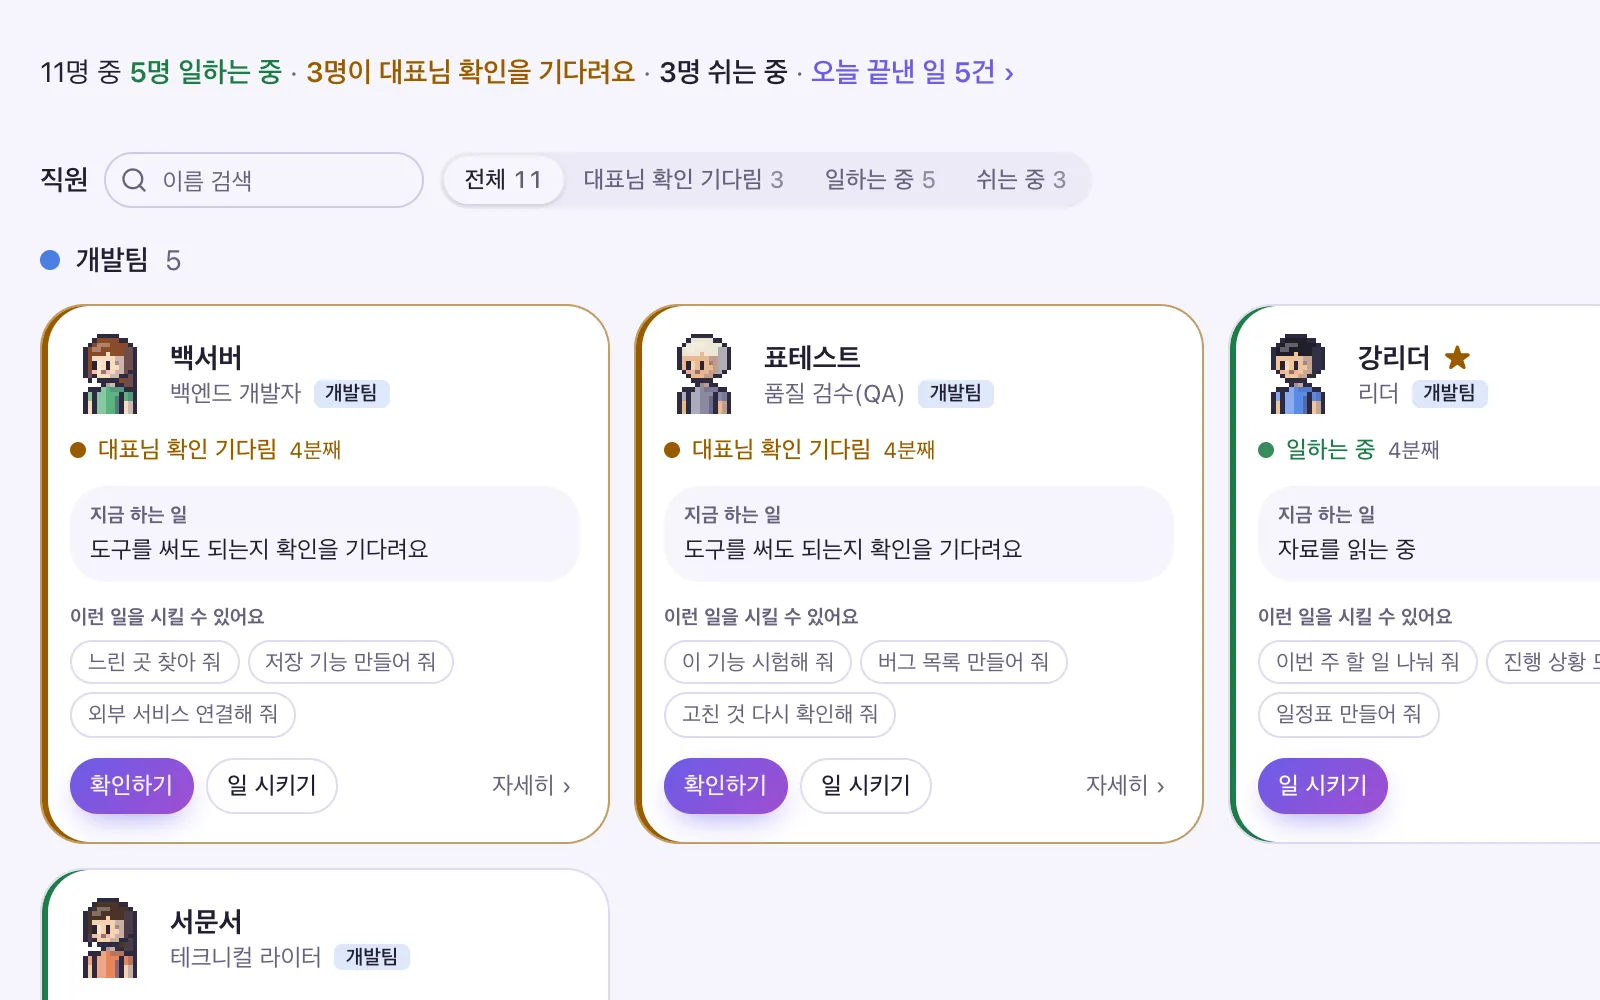 11명 중 5명 일하는 중 · 3명이 대표님 확인을 기다려요 · 3명 쉬는 중 · 오늘 끝낸 일 5건 ›
직원 이름 검색 전체 11 대표님 확인 기다림 3 일하는 중 5 쉬는 중 3
개발팀 5
백서버
백엔드 개발자 개발팀
대표님 확인 기다림 4분째
지금 하는 일
도구를 써도 되는지 확인을 기다려요
이런 일을 시킬 수 있어요
느린 곳 찾아 줘 저장 기능 만들어 줘
외부 서비스 연결해 줘
확인하기 일 시키기 자세히 ›
표테스트
품질 검수(QA) 개발팀
대표님 확인 기다림 4분째
지금 하는 일
도구를 써도 되는지 확인을 기다려요
이런 일을 시킬 수 있어요
이 기능 시험해 줘 버그 목록 만들어 줘
고친 것 다시 확인해 줘
확인하기 일 시키기 자세히 ›
강리더 ★
리더 개발팀
일하는 중 4분째
지금 하는 일
자료를 읽는 중
이런 일을 시킬 수 있어요
이번 주 할 일 나눠 줘 진행 상황
일정표 만들어 줘
일 시키기
서문서
테크니컬 라이터 개발팀